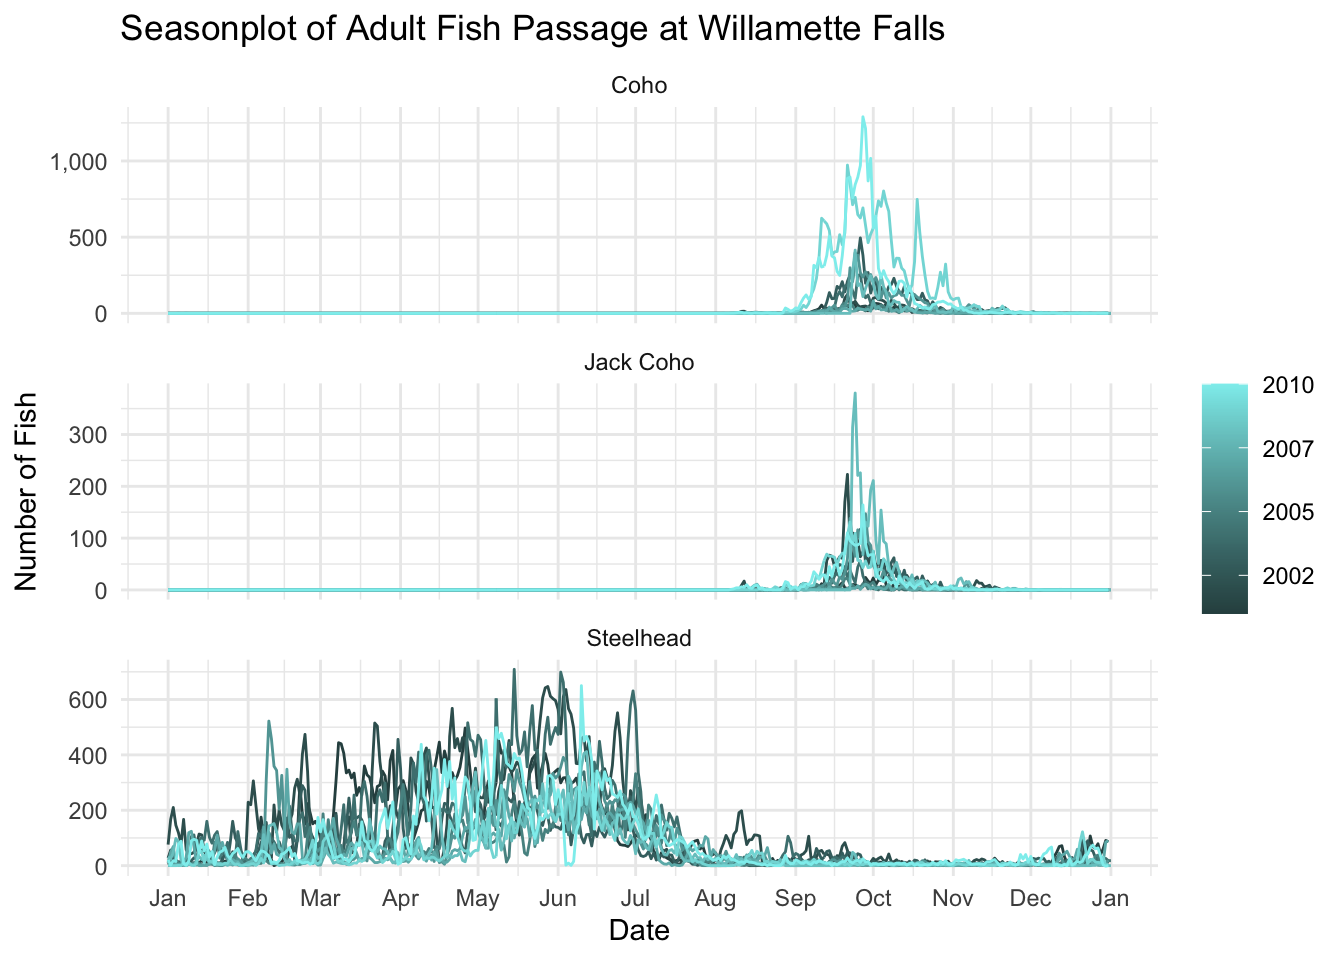 Seasonplot of Adult Fish Passage at Willamette Falls
Coho
1,000
500
0
Jack Coho
300
200
100
0
Steelhead
600
400
200
0
Jan Feb Mar Apr May Jun Jul Aug Sep Oct Nov Dec Jan
Date
Number of Fish
2010
2007
2005
2002